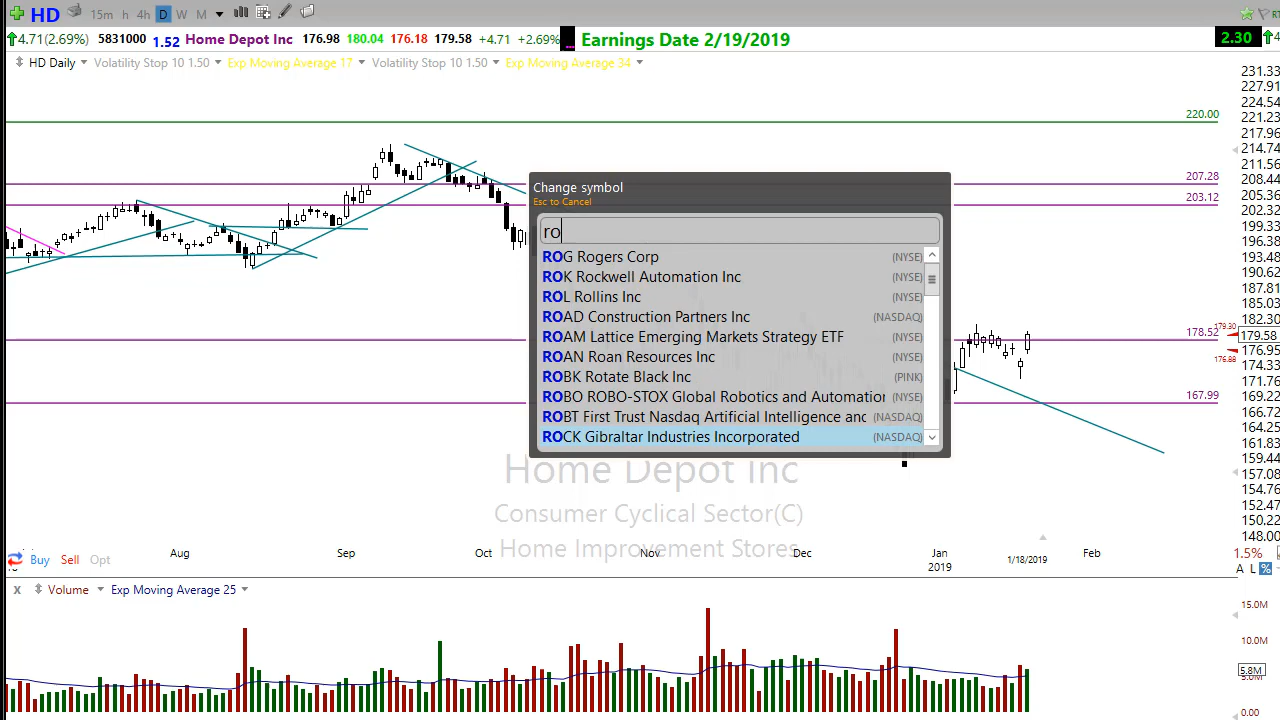 HD 15m h 4h D W M
4.71(2.69%) 5831000 1.52 Home Depot Inc 176.98 180.04 176.18 179.58 +4.71 +2.69% ... Earnings Date 2/19/2019 2.30
HD Daily Volatility Stop 10 1.50 Exp Moving Average 17 Volatility Stop 10 1.50 Exp Moving Average 34
231.33
227.91
224.54
220.00
221.23
217.96
214.74
211.56
207.28
208.44
205.36
203.12
202.32
199.33
196.38
193.48
190.62
187.81
185.03
182.30
178.52
179.30
179.58
176.95
176.88
174.33
171.76
167.99
169.22
166.72
164.25
161.83
159.44
157.08
154.76
152.47
150.22
148.00
Change symbol
Esc to Cancel
ro
ROG Rogers Corp (NYSE)
ROK Rockwell Automation Inc (NYSE)
ROL Rollins Inc (NYSE)
ROAD Construction Partners Inc (NASDAQ)
ROAM Lattice Emerging Markets Strategy ETF (NYSE)
ROAN Roan Resources Inc (NYSE)
ROBK Rotate Black Inc (PINK)
ROBO ROBO-STOX Global Robotics and Automation (NYSE)
ROBT First Trust Nasdaq Artificial Intelligence and (NASDAQ)
ROCK Gibraltar Industries Incorporated (NASDAQ)
Home Depot Inc
Consumer Cyclical Sector(C)
Home Improvement Stores
Aug Sep Oct Nov Dec Jan Feb
2019 1/18/2019
Buy Sell Opt
1.5%
A L %
X Volume Exp Moving Average 25
15.0M
10.0M
5.8M
0.00